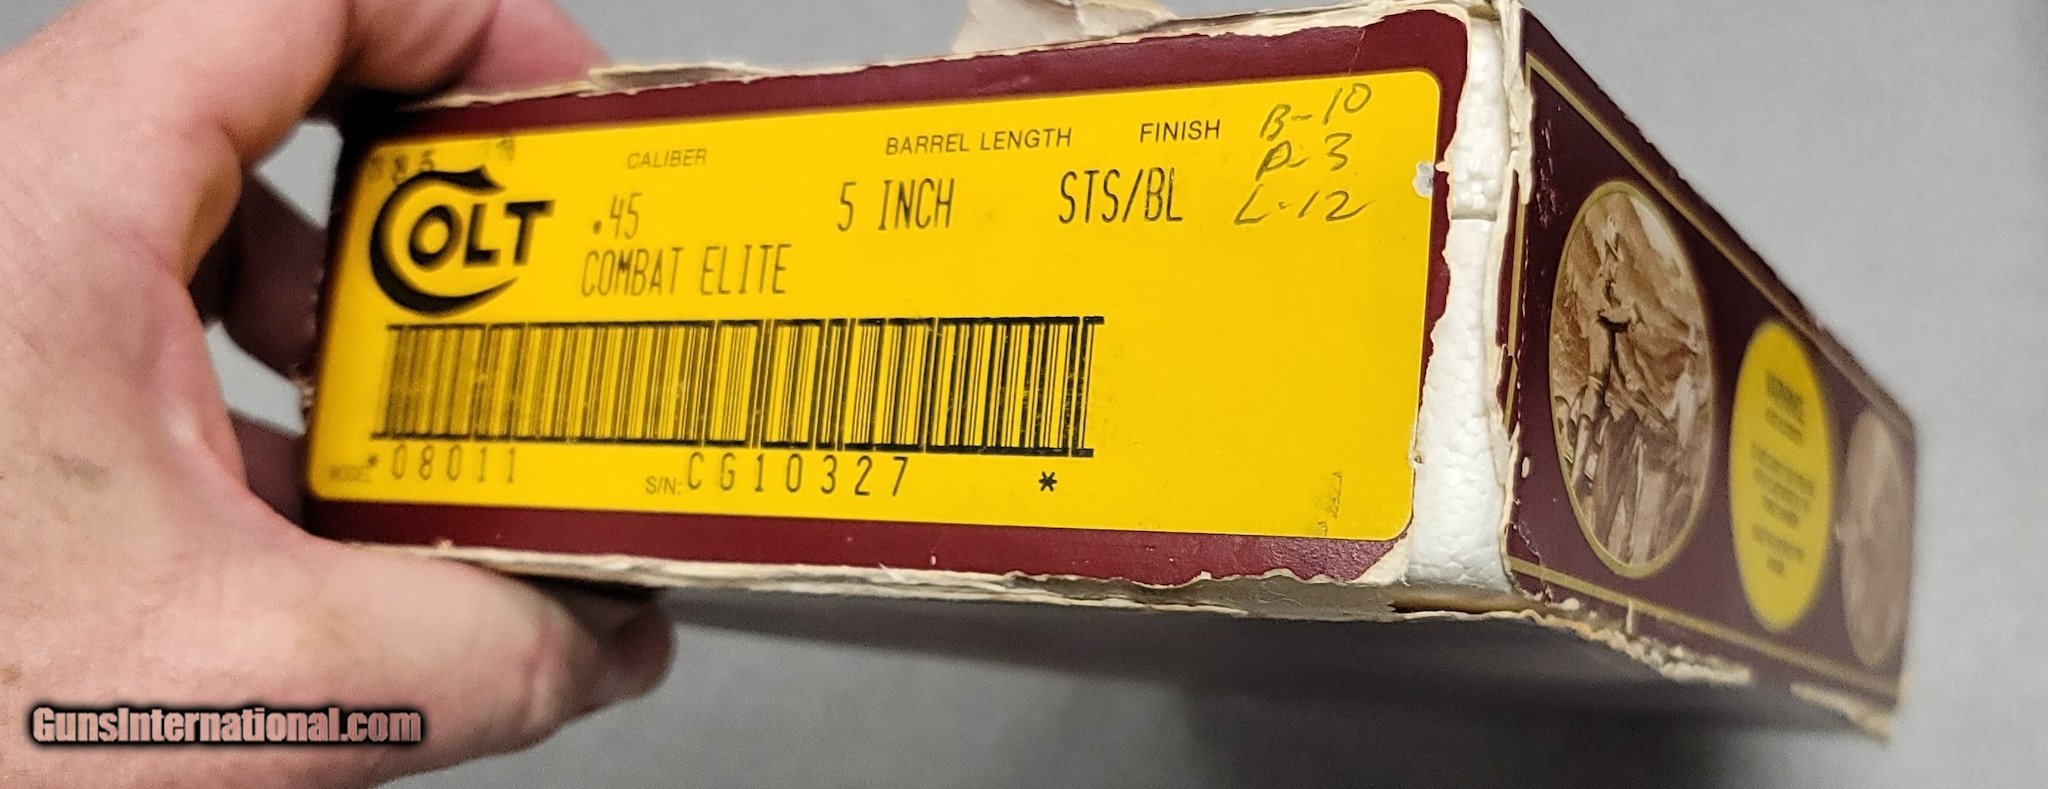 COLT
CALIBER BARREL LENGTH FINISH
.45 5 INCH STS/BL
COMBAT ELITE
B-10
P-3
L-12
MODEL *08011 S/N: CG10327 *
GunsInternational.com